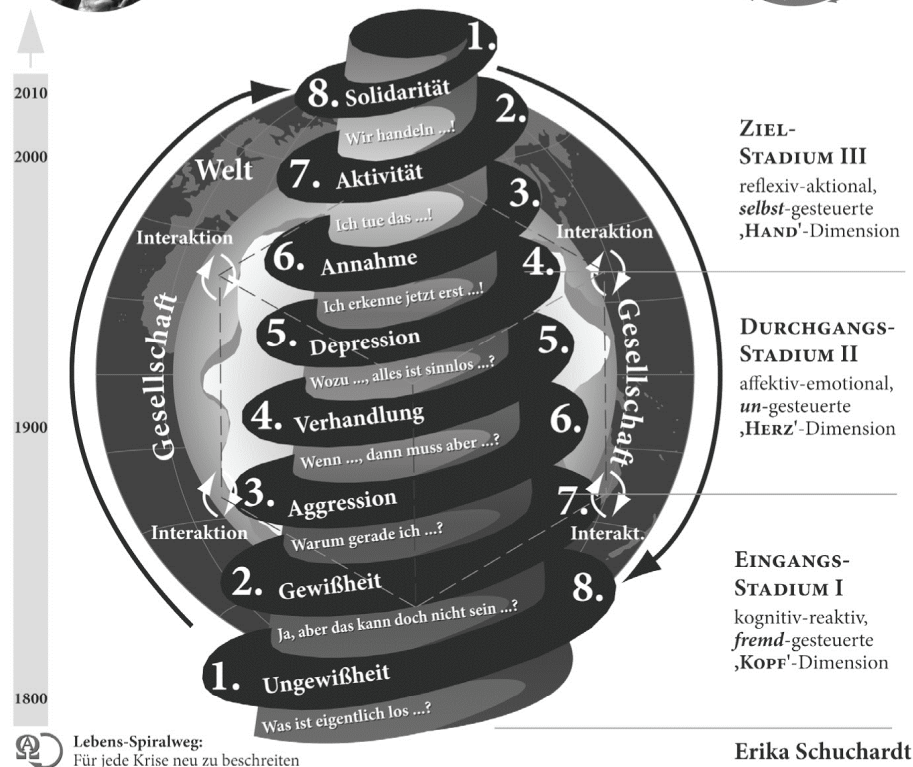 2010
2000
1900
1800
1.
8. Solidarität
Wir handeln ...!
2.
7. Aktivität
Ich tue das ...!
3.
6. Annahme
Ich erkenne jetzt erst ...!
4.
5. Depression
Wozu ..., alles ist sinnlos ...?
5.
4. Verhandlung
Wenn ..., dann muss aber ...?
6.
3. Aggression
Warum gerade ich ...?
7.
2. Gewißheit
Ja, aber das kann doch nicht sein ...?
8.
1. Ungewißheit
Was ist eigentlich los ...?
Welt
Interaktion
Interaktion
Gesellschaft
Gesellschaft
Interaktion
Interakt.
ZIEL-
STADIUM III
reflexiv-aktional,
selbst-gesteuerte
‚HAND'-Dimension
DURCHGANGS-
STADIUM II
affektiv-emotional,
un-gesteuerte
‚HERZ'-Dimension
EINGANGS-
STADIUM I
kognitiv-reaktiv,
fremd-gesteuerte
‚KOPF'-Dimension
AΩ
Lebens-Spiralweg:
Für jede Krise neu zu beschreiten
Erika Schuchardt